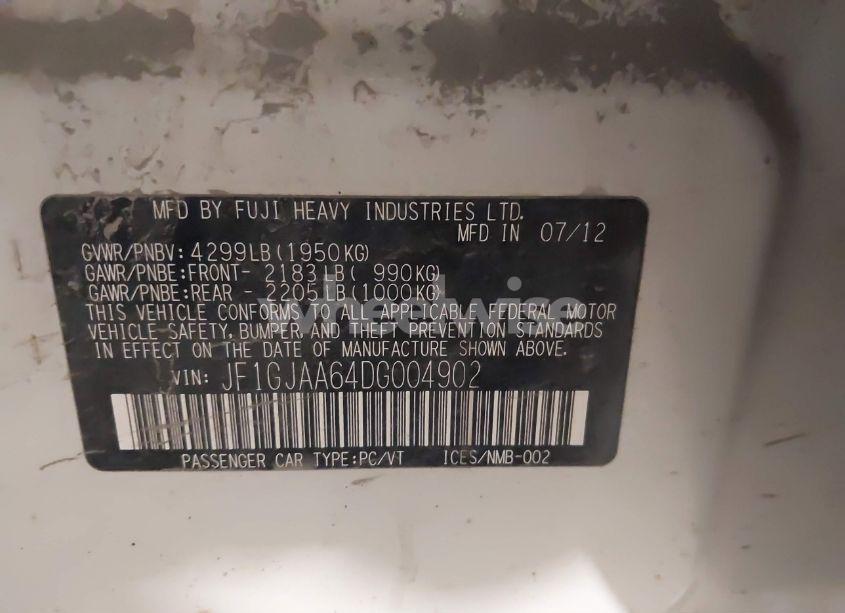 MFD BY FUJI HEAVY INDUSTRIES LTD.
MFD IN 07/12
GVWR/PNBV: 4299LB(1950KG)
GAWR/PNBE:FRONT- 2183LB( 990KG)
GAWR/PNBE:REAR - 2205LB(1000KG)
THIS VEHICLE CONFORMS TO ALL APPLICABLE FEDERAL MOTOR
VEHICLE SAFETY, BUMPER, AND THEFT PREVENTION STANDARDS
IN EFFECT ON THE DATE OF MANUFACTURE SHOWN ABOVE.
VIN: JF1GJAA64DG004902
PASSENGER CAR TYPE:PC/VT ICES/NMB-002
wheelwise